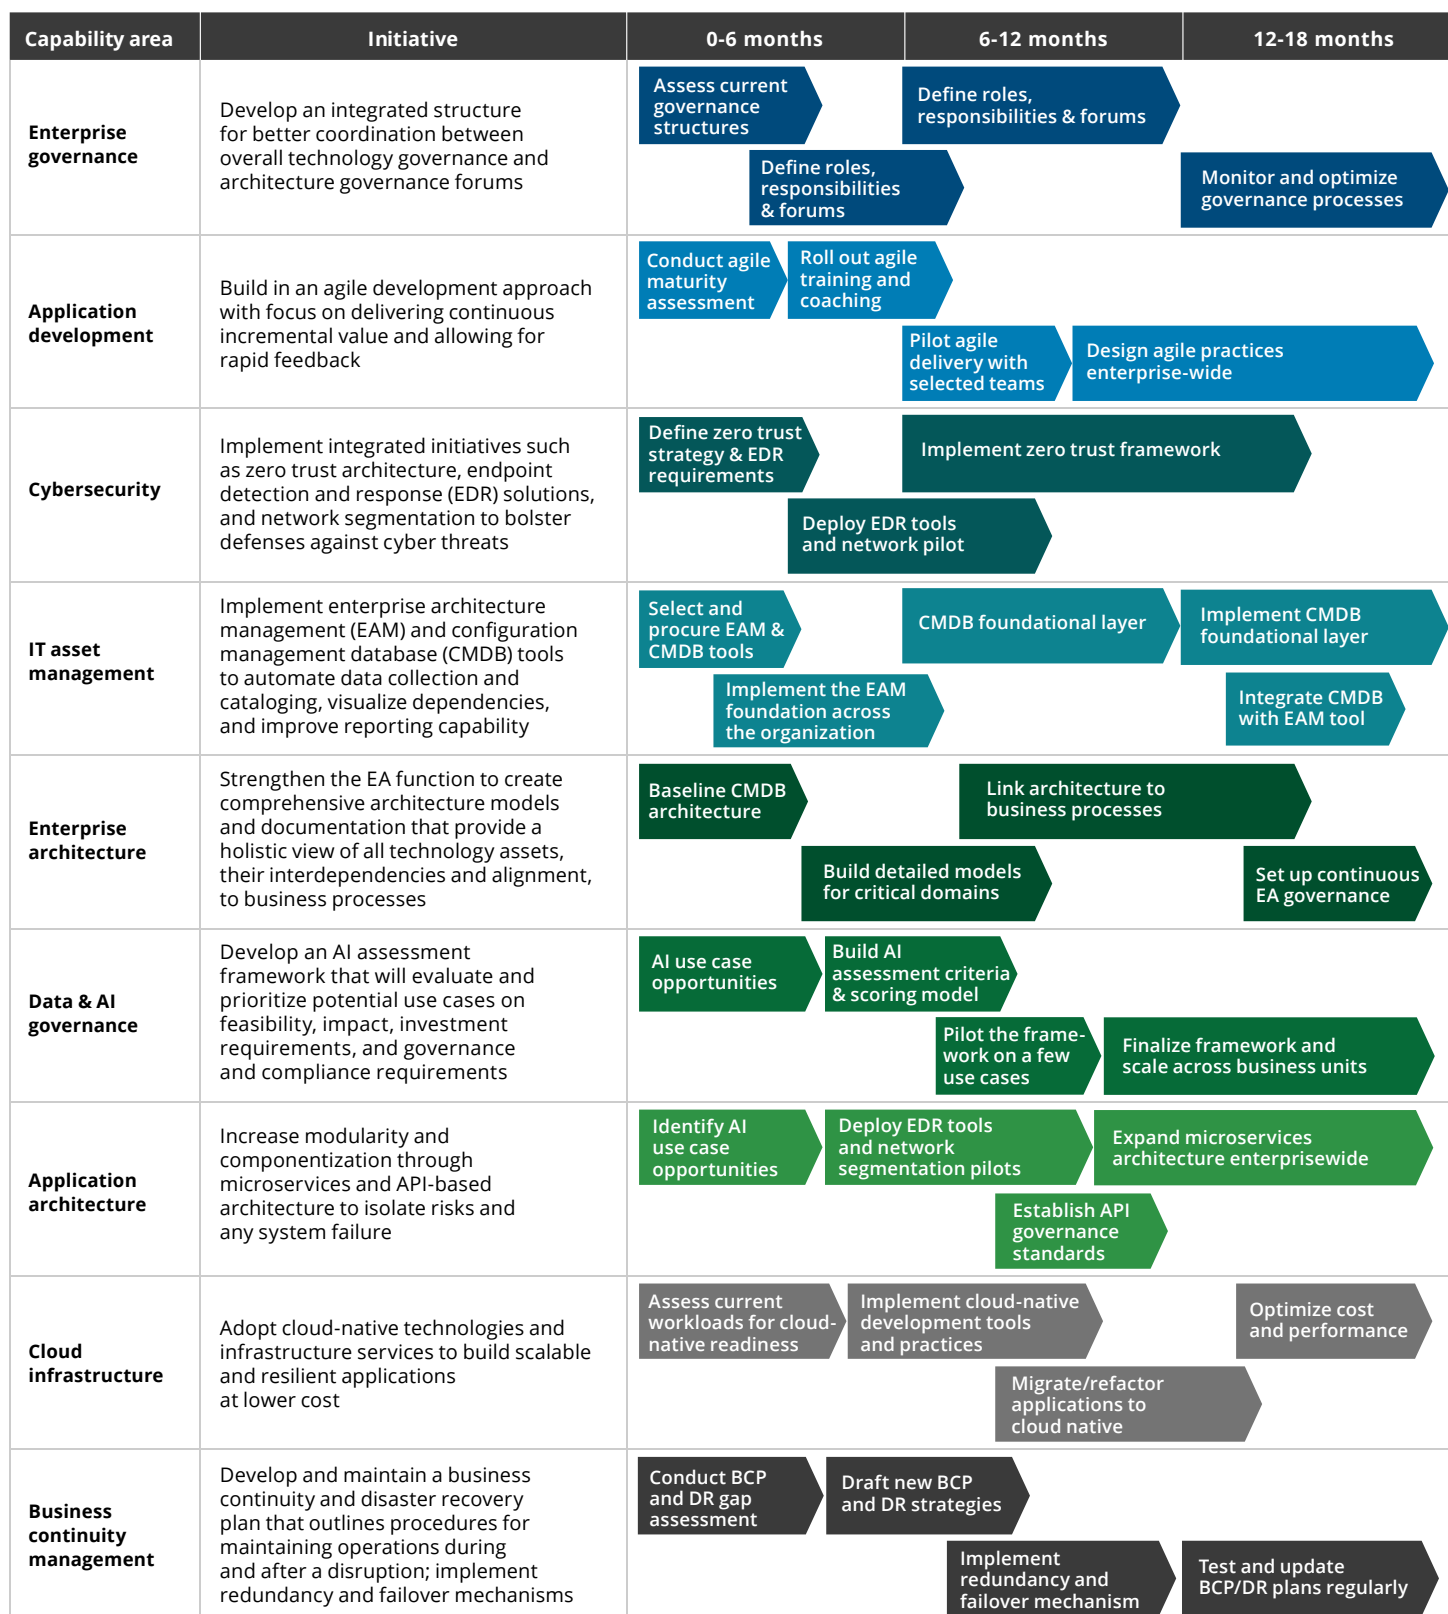 Capability area
Initiative
0-6 months
6-12 months
12-18 months
Enterprise
governance
Develop an integrated structure
for better coordination between
overall technology governance and
architecture governance forums
Assess current
governance
structures
Define roles,
responsibilities & forums
Define roles,
responsibilities
& forums
Monitor and optimize
governance processes
Application
development
Build in an agile development approach
with focus on delivering continuous
incremental value and allowing for
rapid feedback
Conduct agile
maturity
assessment
Roll out agile
training and
coaching
Pilot agile
delivery with
selected teams
Design agile practices
enterprise-wide
Cybersecurity
Implement integrated initiatives such
as zero trust architecture, endpoint
detection and response (EDR) solutions,
and network segmentation to bolster
defenses against cyber threats
Define zero trust
strategy & EDR
requirements
Implement zero trust framework
Deploy EDR tools
and network pilot
IT asset
management
Implement enterprise architecture
management (EAM) and configuration
management database (CMDB) tools
to automate data collection and
cataloging, visualize dependencies,
and improve reporting capability
Select and
procure EAM &
CMDB tools
CMDB foundational layer
Implement CMDB
foundational layer
Implement the EAM
foundation across
the organization
Integrate CMDB
with EAM tool
Enterprise
architecture
Strengthen the EA function to create
comprehensive architecture models
and documentation that provide a
holistic view of all technology assets,
their interdependencies and alignment,
to business processes
Baseline CMDB
architecture
Link architecture to
business processes
Build detailed models
for critical domains
Set up continuous
EA governance
Data & AI
governance
Develop an AI assessment
framework that will evaluate and
prioritize potential use cases on
feasibility, impact, investment
requirements, and governance
and compliance requirements
AI use case
opportunities
Build AI
assessment criteria
& scoring model
Pilot the frame-
work on a few
use cases
Finalize framework and
scale across business units
Application
architecture
Increase modularity and
componentization through
microservices and API-based
architecture to isolate risks and
any system failure
Identify AI
use case
opportunities
Deploy EDR tools
and network
segmentation pilots
Expand microservices
architecture enterprisewide
Establish API
governance
standards
Cloud
infrastructure
Adopt cloud-native technologies and
infrastructure services to build scalable
and resilient applications
at lower cost
Assess current
workloads for cloud-
native readiness
Implement cloud-native
development tools
and practices
Optimize cost
and performance
Migrate/refactor
applications to
cloud native
Business
continuity
management
Develop and maintain a business
continuity and disaster recovery
plan that outlines procedures for
maintaining operations during
and after a disruption; implement
redundancy and failover mechanisms
Conduct BCP
and DR gap
assessment
Draft new BCP
and DR strategies
Implement
redundancy and
failover mechanism
Test and update
BCP/DR plans regularly